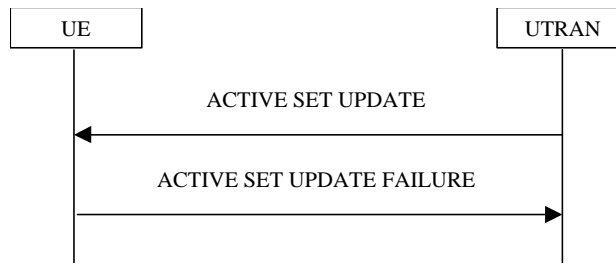 UE
UTRAN
ACTIVE SET UPDATE
ACTIVE SET UPDATE FAILURE